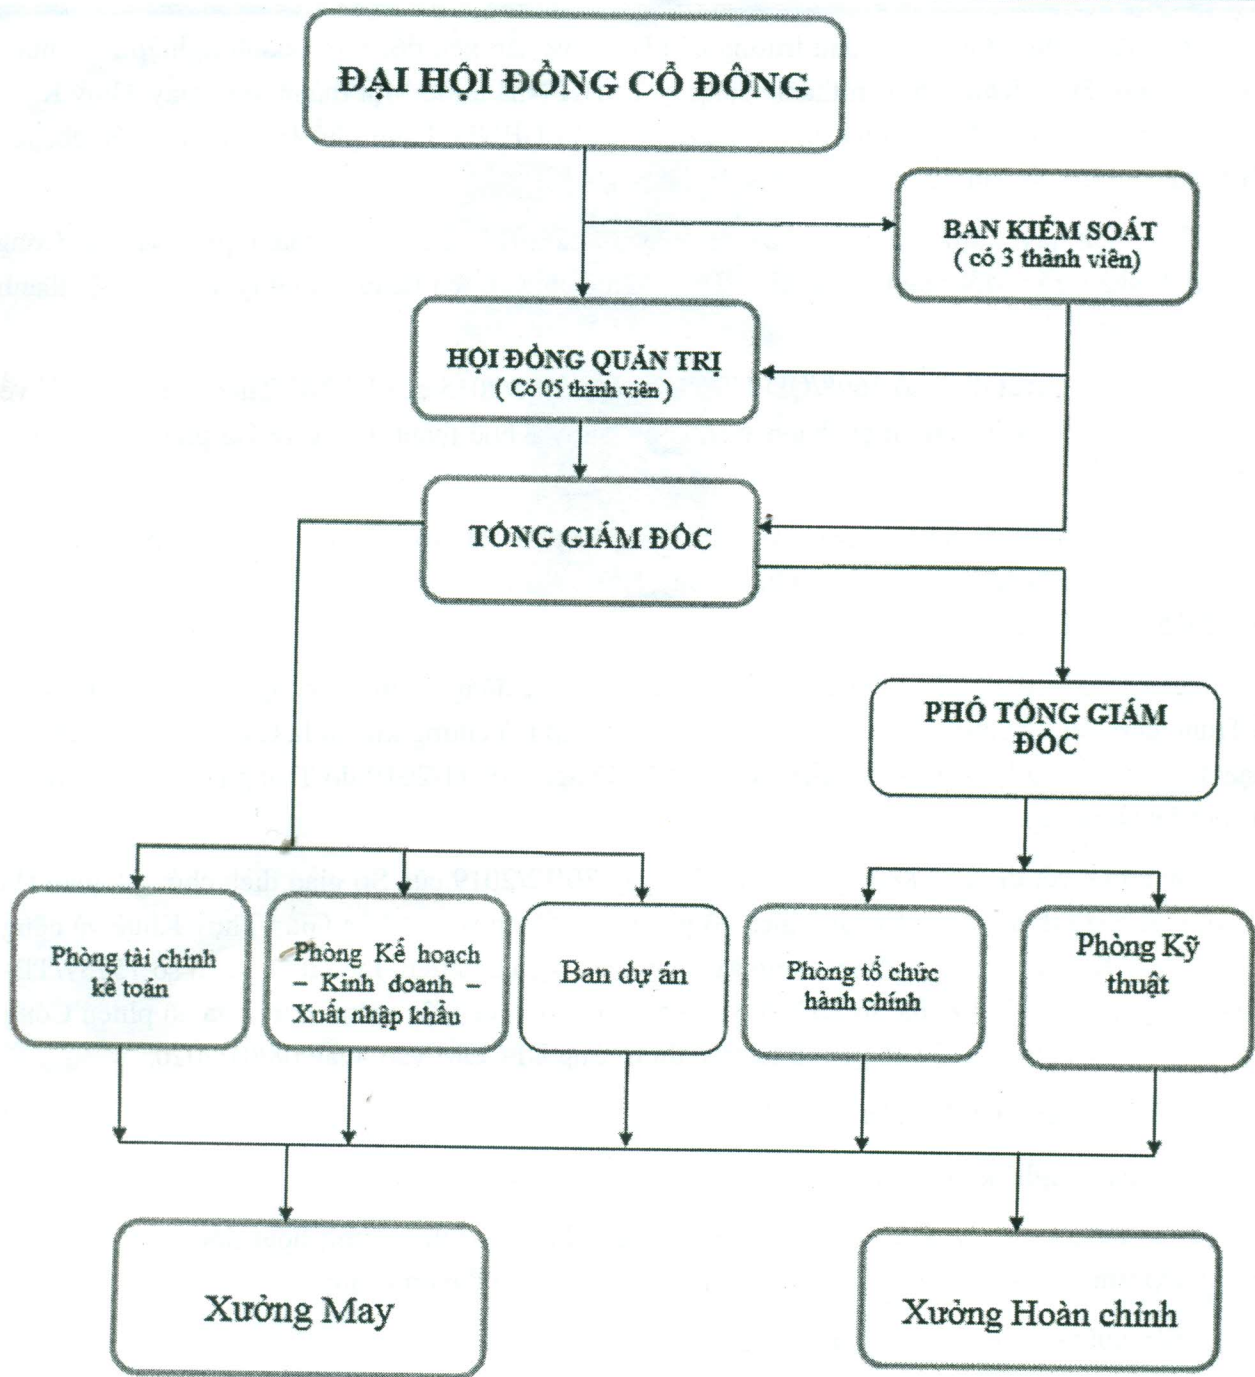 ĐẠI HỘI ĐỒNG CỔ ĐÔNG
BAN KIỂM SOÁT
( có 3 thành viên)
HỘI ĐỒNG QUẢN TRỊ
( Có 05 thành viên )
TỔNG GIÁM ĐỐC
PHÓ TỔNG GIÁM
ĐỐC
Phòng tài chính
kế toán
Phòng Kế hoạch
– Kinh doanh –
Xuất nhập khẩu
Ban dự án
Phòng tổ chức
hành chính
Phòng Kỹ
thuật
Xưởng May
Xưởng Hoàn chỉnh